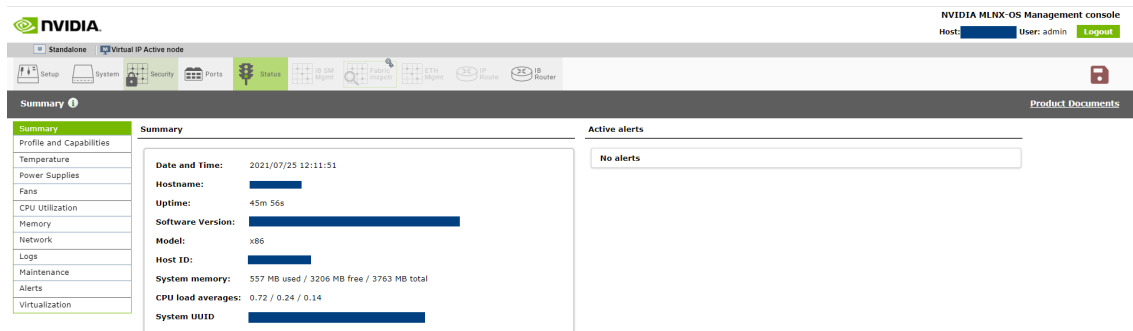 NVIDIA.
NVIDIA MLNX-OS Management console
Host: User: admin Logout
Standalone Virtual IP Active node
Setup System Security Ports Status IB SM Mgmt Fabric Inspctr ETH Mgmt IP Route IB Router
Summary Product Documents
Summary
Profile and Capabilities
Temperature
Power Supplies
Fans
CPU Utilization
Memory
Network
Logs
Maintenance
Alerts
Virtualization
Summary
Date and Time: 2021/07/25 12:11:51
Hostname:
Uptime: 45m 56s
Software Version:
Model: x86
Host ID:
System memory: 557 MB used / 3206 MB free / 3763 MB total
CPU load averages: 0.72 / 0.24 / 0.14
System UUID
Active alerts
No alerts